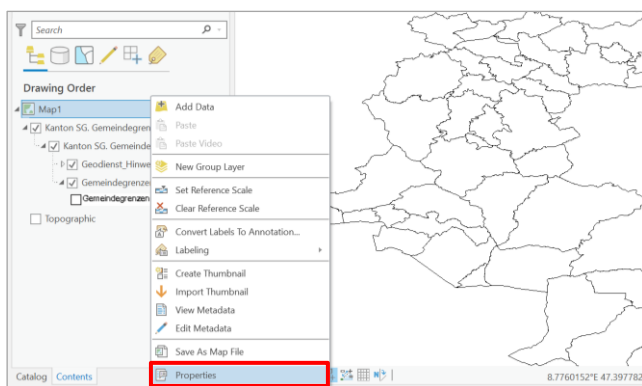 Search
Drawing Order
Map1
Kanton SG. Gemeindegren
Kanton SG. Gemeinde
Geodienst_Hinwe
Gemeindegrenze
Gemeindegrenzen
Topographic
Add Data
Paste
Paste Video
New Group Layer
Set Reference Scale
Clear Reference Scale
Convert Labels To Annotation...
Labeling
Create Thumbnail
Import Thumbnail
View Metadata
Edit Metadata
Save As Map File
Properties
Catalog Contents
8.7760152°E 47.397782